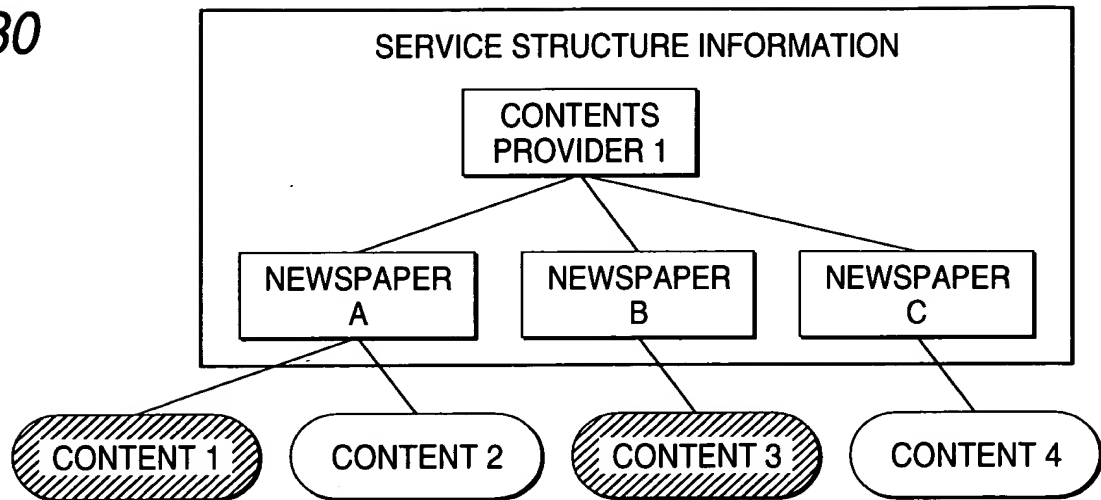 30
SERVICE STRUCTURE INFORMATION
CONTENTS
PROVIDER 1
NEWSPAPER
A
NEWSPAPER
B
NEWSPAPER
C
CONTENT 1
CONTENT 2
CONTENT 3
CONTENT 4